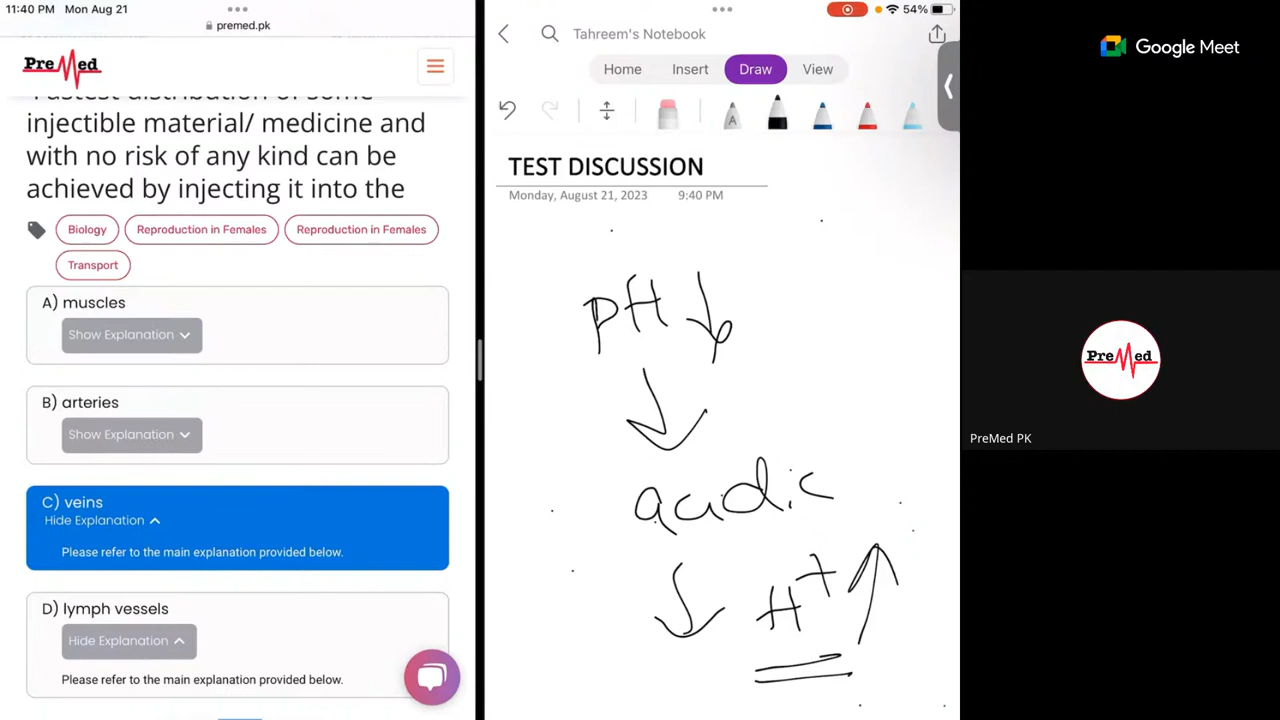 11:40 PM Mon Aug 21
premed.pk
PreMed
Fastest distribution of some
injectible material/ medicine and
with no risk of any kind can be
achieved by injecting it into the
Biology
Reproduction in Females
Reproduction in Females
Transport
A) muscles
Show Explanation
B) arteries
Show Explanation
C) veins
Hide Explanation
Please refer to the main explanation provided below.
D) lymph vessels
Hide Explanation
Please refer to the main explanation provided below.
54%
Tahreem's Notebook
Home
Insert
Draw
View
A
TEST DISCUSSION
Monday, August 21, 2023 9:40 PM
pH ↓
↓
acidic
↓ H+ ↑
Google Meet
PreMed
PreMed PK